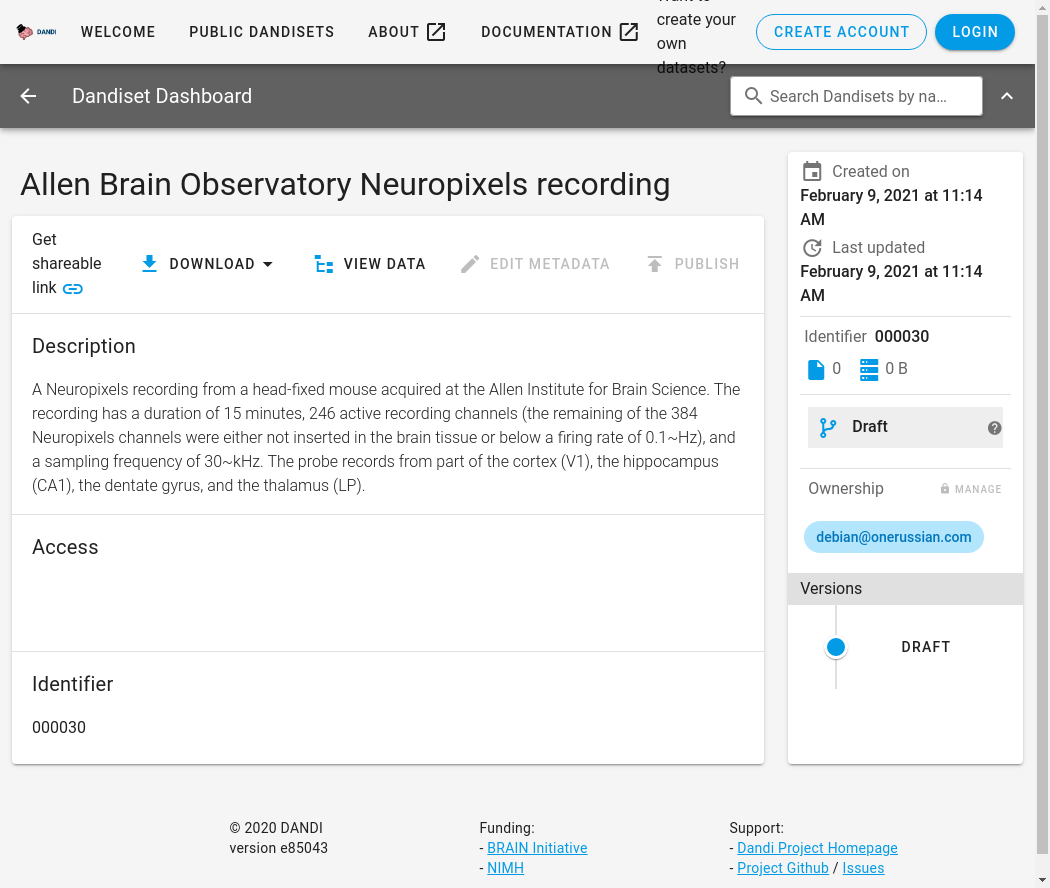 DANDI
WELCOME
PUBLIC DANDISETS
ABOUT
DOCUMENTATION
Want to
create your
own
datasets?
CREATE ACCOUNT
LOGIN
Dandiset Dashboard
Search Dandisets by na…
Allen Brain Observatory Neuropixels recording
Get
shareable
link
DOWNLOAD
VIEW DATA
EDIT METADATA
PUBLISH
Description
A Neuropixels recording from a head-fixed mouse acquired at the Allen Institute for Brain Science. The
recording has a duration of 15 minutes, 246 active recording channels (the remaining of the 384
Neuropixels channels were either not inserted in the brain tissue or below a firing rate of 0.1~Hz), and
a sampling frequency of 30~kHz. The probe records from part of the cortex (V1), the hippocampus
(CA1), the dentate gyrus, and the thalamus (LP).
Access
Identifier
000030
Created on
February 9, 2021 at 11:14
AM
Last updated
February 9, 2021 at 11:14
AM
Identifier 000030
0
0 B
Draft
Ownership
MANAGE
debian@onerussian.com
Versions
DRAFT
© 2020 DANDI
version e85043
Funding:
- BRAIN Initiative
- NIMH
Support:
- Dandi Project Homepage
- Project Github / Issues